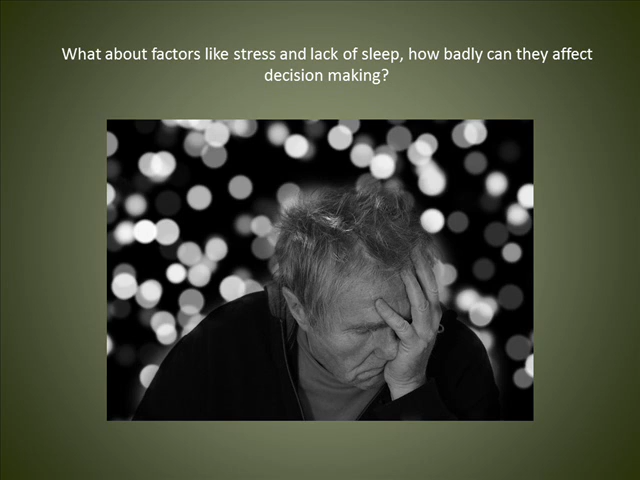 What about factors like stress and lack of sleep, how badly can they affect
decision making?